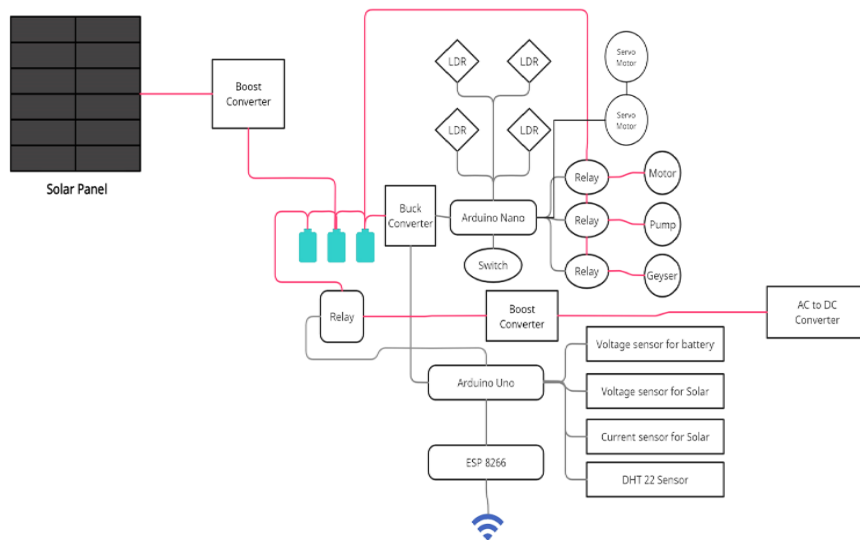 LDR
LDR
Servo
Motor
Boost
Converter
LDR
LDR
Servo
Motor
Solar Panel
Relay
Motor
Buck
Converter
Arduino Nano
Relay
Pump
Switch
Relay
Geyser
Relay
Boost
Converter
AC to DC
Converter
Voltage sensor for battery
Arduino Uno
Voltage sensor for Solar
Current sensor for Solar
ESP 8266
DHT 22 Sensor